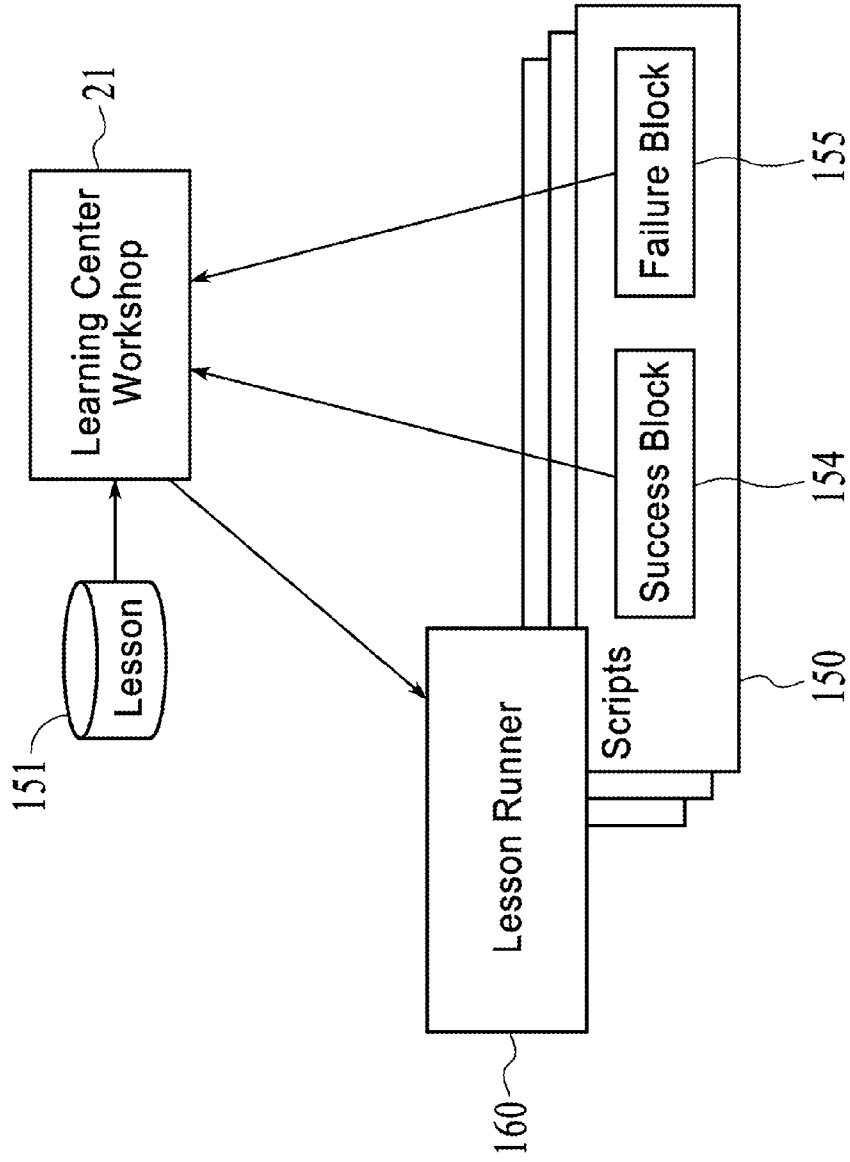 151
Lesson
Learning Center
Workshop
21
160
Lesson Runner
Scripts
Success Block
Failure Block
150
154
155